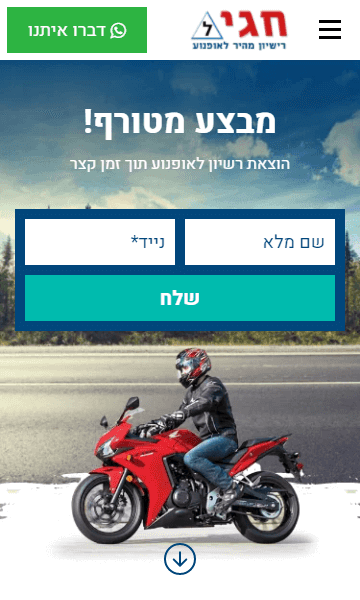 חגי
ל
רישיון מהיר לאופנוע
דברו איתנו
מבצע מטורף!
הוצאת רשיון לאופנוע תוך זמן קצר
שם מלא
נייד*
שלח